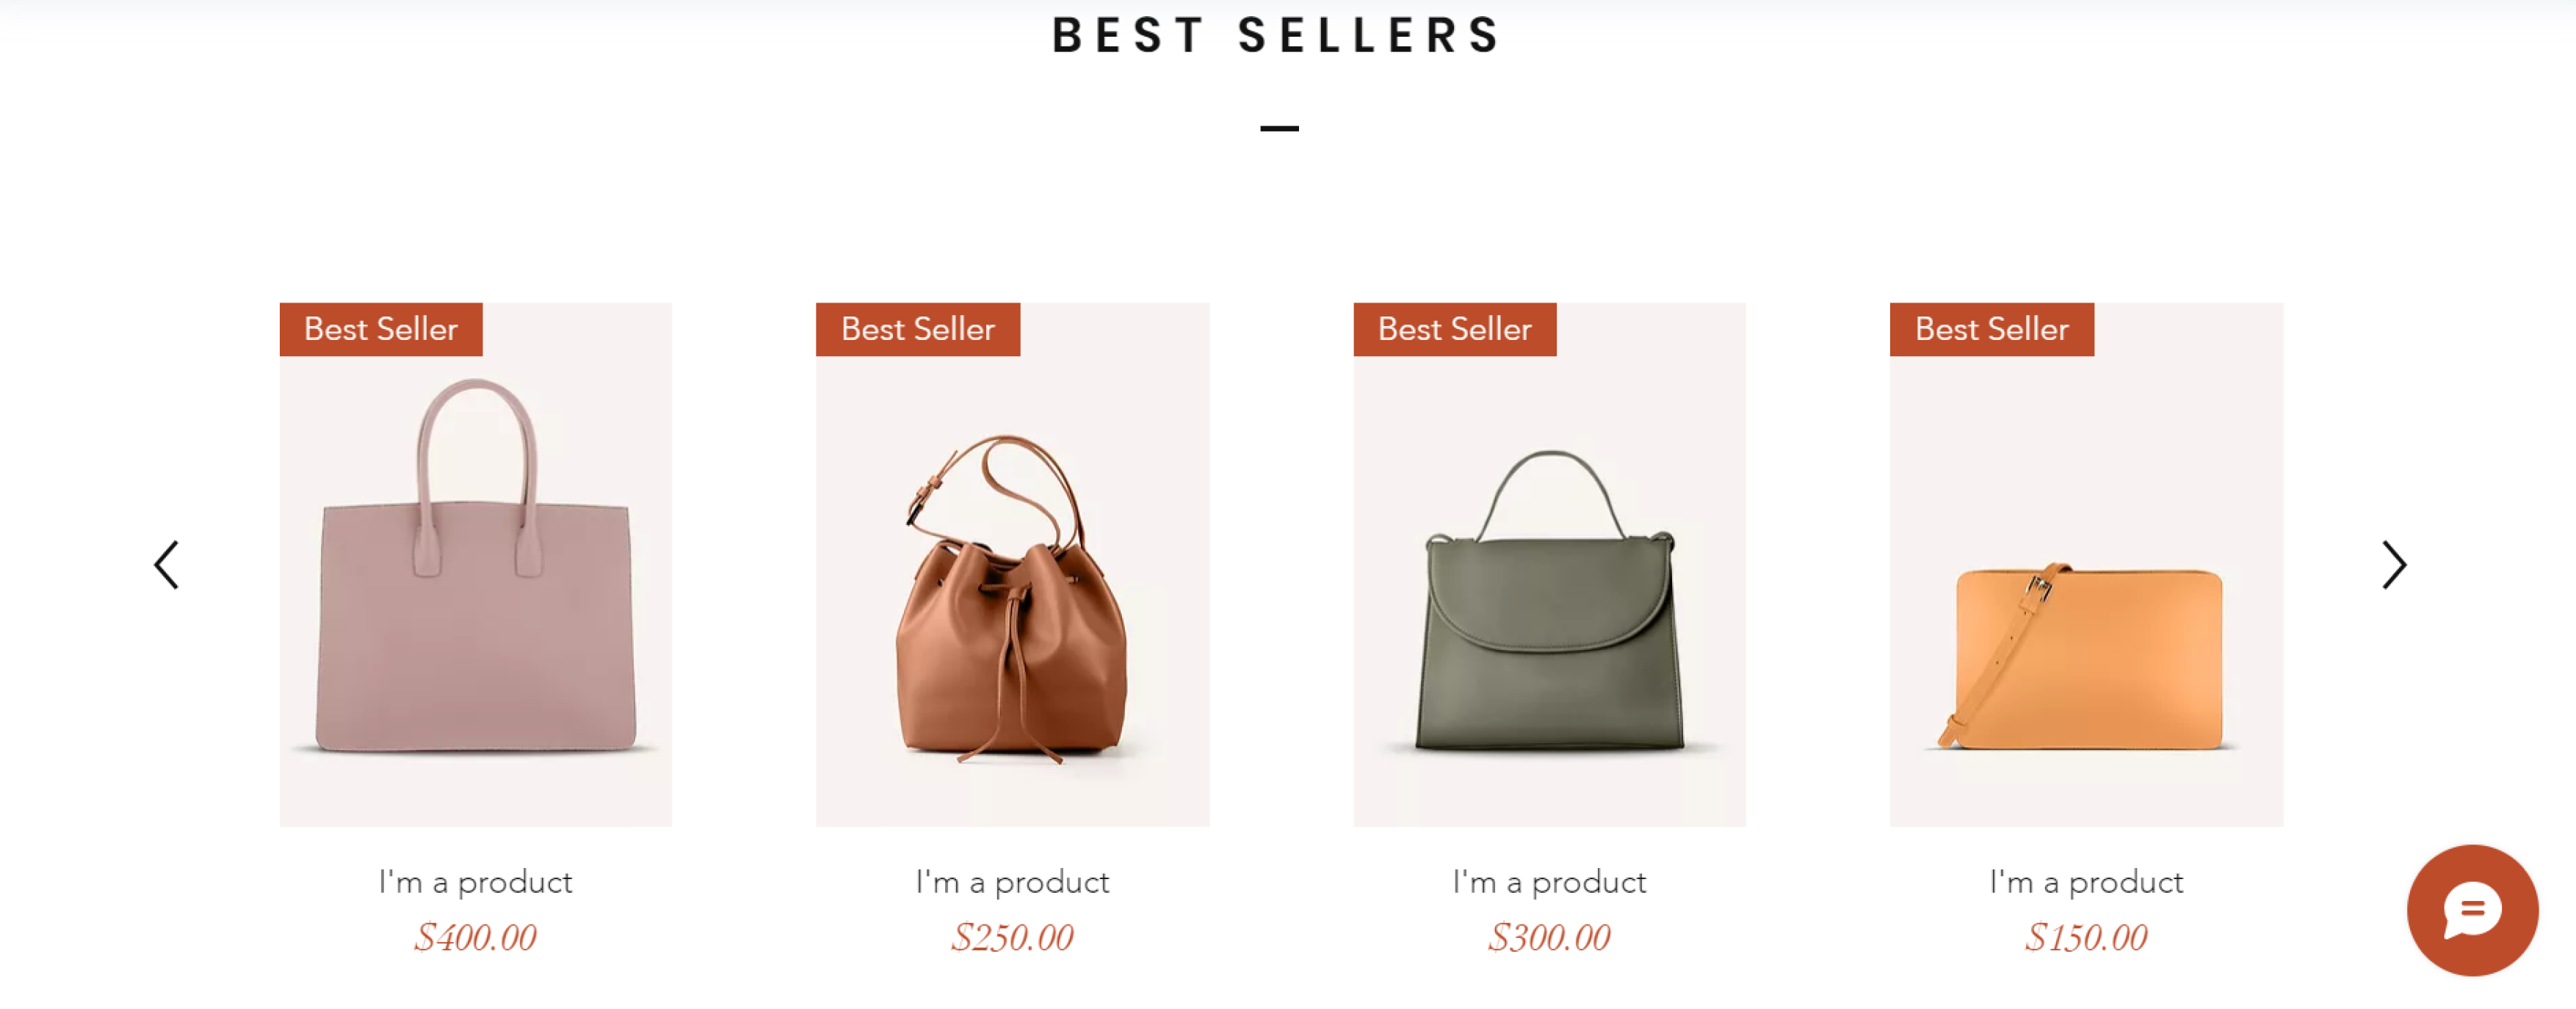 BEST SELLERS
Best Seller
Best Seller
Best Seller
Best Seller
I'm a product
$400.00
I'm a product
$250.00
I'm a product
$300.00
I'm a product
$150.00